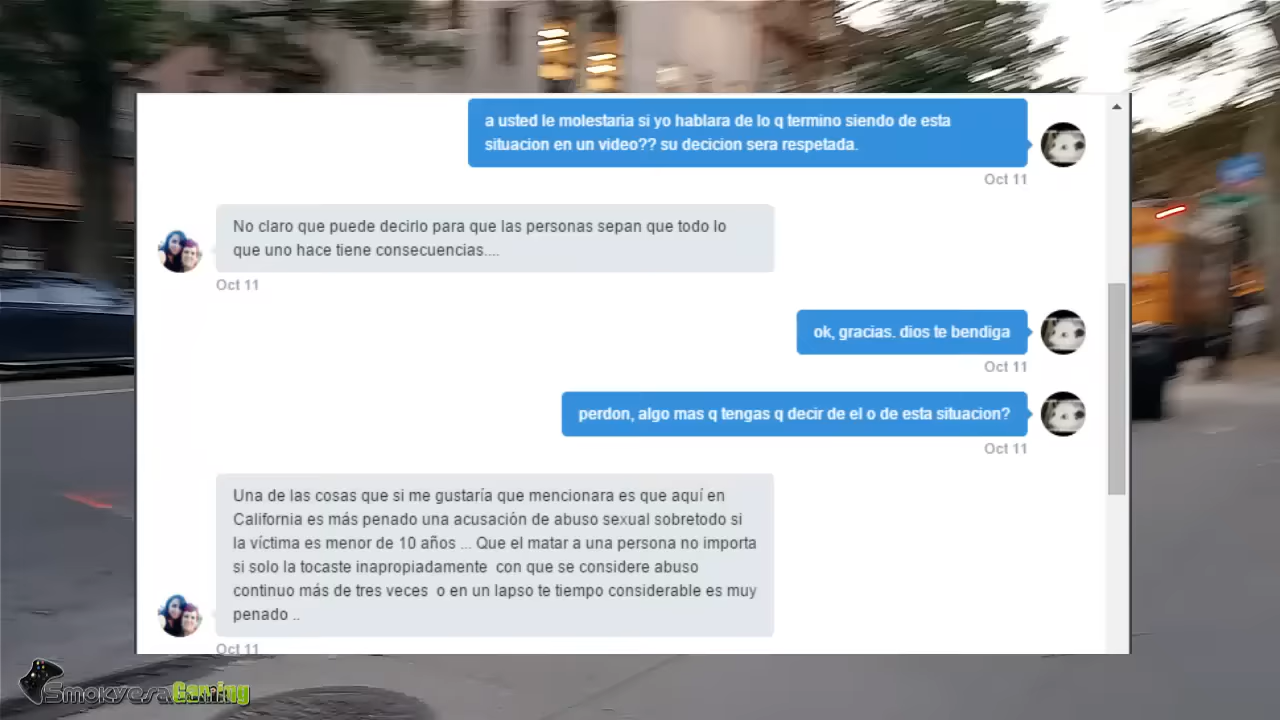 a usted le molestaria si yo hablara de lo q termino siendo de esta
situacion en un video?? su decicion sera respetada.
Oct 11
No claro que puede decirlo para que las personas sepan que todo lo
que uno hace tiene consecuencias....
Oct 11
ok, gracias. dios te bendiga
Oct 11
perdon, algo mas q tengas q decir de el o de esta situacion?
Oct 11
Una de las cosas que si me gustaría que mencionara es que aquí en
California es más penado una acusación de abuso sexual sobretodo si
la víctima es menor de 10 años ... Que el matar a una persona no importa
si solo la tocaste inapropiadamente con que se considere abuso
continuo más de tres veces o en un lapso te tiempo considerable es muy
penado ..
Oct 11
SmokyesaGaming